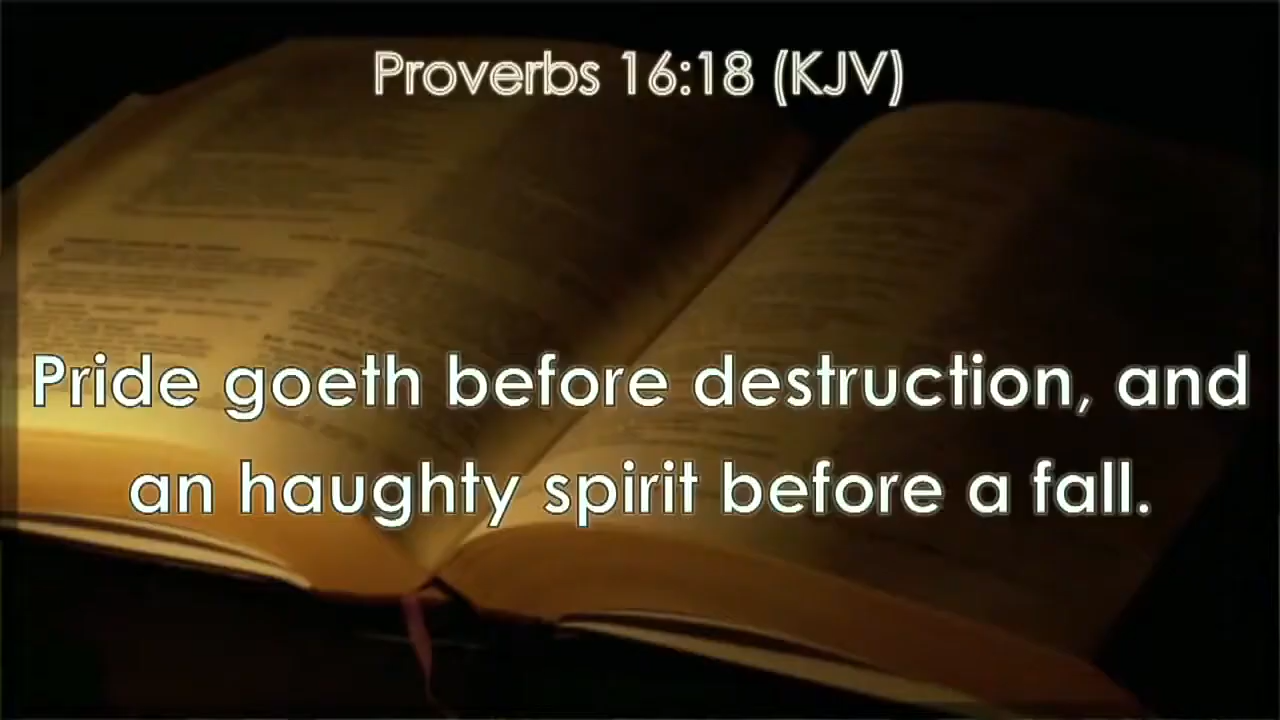 Proverbs 16:18 (KJV)
Pride goeth before destruction, and
an haughty spirit before a fall.